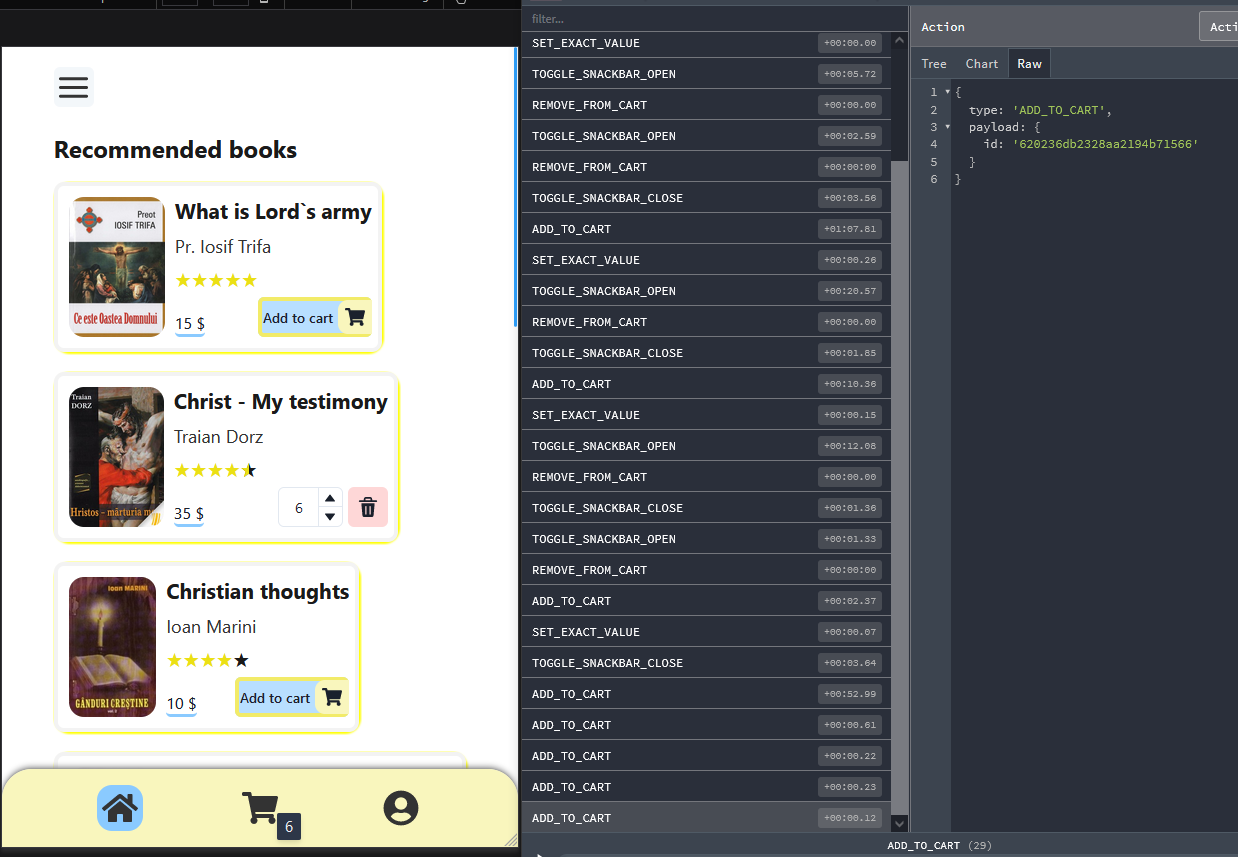 Recommended books
Preot
IOSIF TRIFA
Ce este Oastea Domnului
What is Lord`s army
Pr. Iosif Trifa
15 $
Add to cart
Traian
DORZ
Hristos - mărturia m
Christ - My testimony
Traian Dorz
35 $
6
IOAN MARINI
GÂNDURI CREȘTINE
Christian thoughts
Ioan Marini
10 $
Add to cart
6
filter...
SET_EXACT_VALUE +00:00.00
TOGGLE_SNACKBAR_OPEN +00:05.72
REMOVE_FROM_CART +00:00.00
TOGGLE_SNACKBAR_OPEN +00:02.59
REMOVE_FROM_CART +00:00:00
TOGGLE_SNACKBAR_CLOSE +00:03.56
ADD_TO_CART +01:07.81
SET_EXACT_VALUE +00:00.26
TOGGLE_SNACKBAR_OPEN +00:20.57
REMOVE_FROM_CART +00:00.00
TOGGLE_SNACKBAR_CLOSE +00:01.85
ADD_TO_CART +00:10.36
SET_EXACT_VALUE +00:00.15
TOGGLE_SNACKBAR_OPEN +00:12.08
REMOVE_FROM_CART +00:00.00
TOGGLE_SNACKBAR_CLOSE +00:01.36
TOGGLE_SNACKBAR_OPEN +00:01.33
REMOVE_FROM_CART +00:00:00
ADD_TO_CART +00:02.37
SET_EXACT_VALUE +00:00.07
TOGGLE_SNACKBAR_CLOSE +00:03.64
ADD_TO_CART +00:52.99
ADD_TO_CART +00:00.61
ADD_TO_CART +00:00.22
ADD_TO_CART +00:00.23
ADD_TO_CART +00:00.12
Action Acti
Tree Chart Raw
1 {
2 type: 'ADD_TO_CART',
3 payload: {
4 id: '620236db2328aa2194b71566'
5 }
6 }
ADD_TO_CART (29)